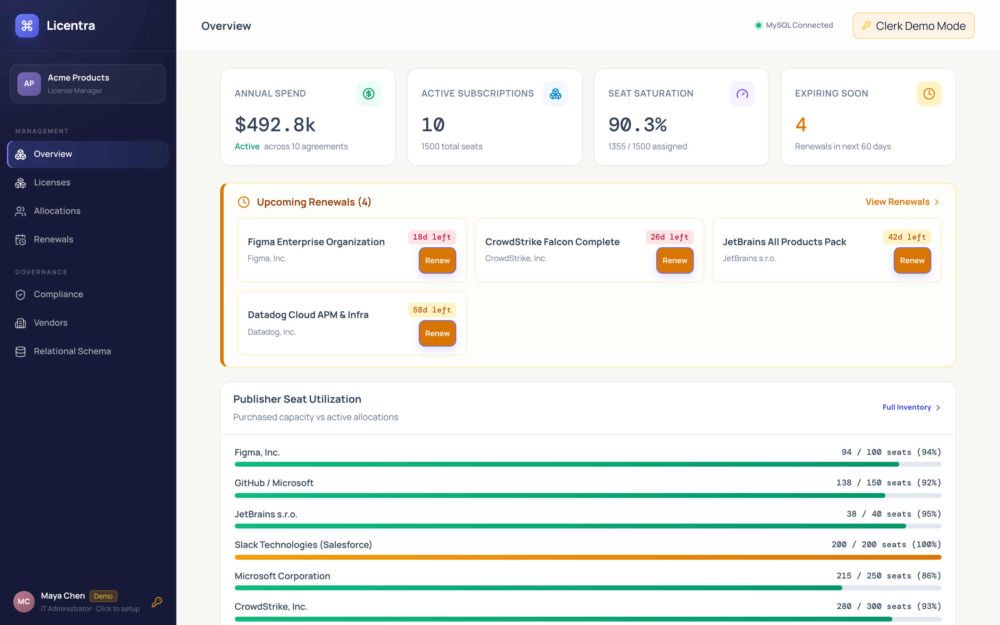 Licentra
AP
Acme Products
License Manager
MANAGEMENT
Overview
Licenses
Allocations
Renewals
GOVERNANCE
Compliance
Vendors
Relational Schema
MC
Maya Chen Demo
IT Administrator · Click to setup
Overview
MySQL Connected
Clerk Demo Mode
ANNUAL SPEND
$492.8k
Active across 10 agreements
ACTIVE SUBSCRIPTIONS
10
1500 total seats
SEAT SATURATION
90.3%
1355 / 1500 assigned
EXPIRING SOON
4
Renewals in next 60 days
Upcoming Renewals (4)
View Renewals
Figma Enterprise Organization
Figma, Inc.
18d left
Renew
CrowdStrike Falcon Complete
CrowdStrike, Inc.
26d left
Renew
JetBrains All Products Pack
JetBrains s.r.o.
42d left
Renew
Datadog Cloud APM & Infra
Datadog, Inc.
58d left
Renew
Publisher Seat Utilization
Purchased capacity vs active allocations
Full Inventory
Figma, Inc. 94 / 100 seats (94%)
GitHub / Microsoft 138 / 150 seats (92%)
JetBrains s.r.o. 38 / 40 seats (95%)
Slack Technologies (Salesforce) 200 / 200 seats (100%)
Microsoft Corporation 215 / 250 seats (86%)
CrowdStrike, Inc. 280 / 300 seats (93%)